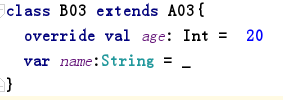 class B03 extends A03{
override val age: Int = 20
var name:String = _
}